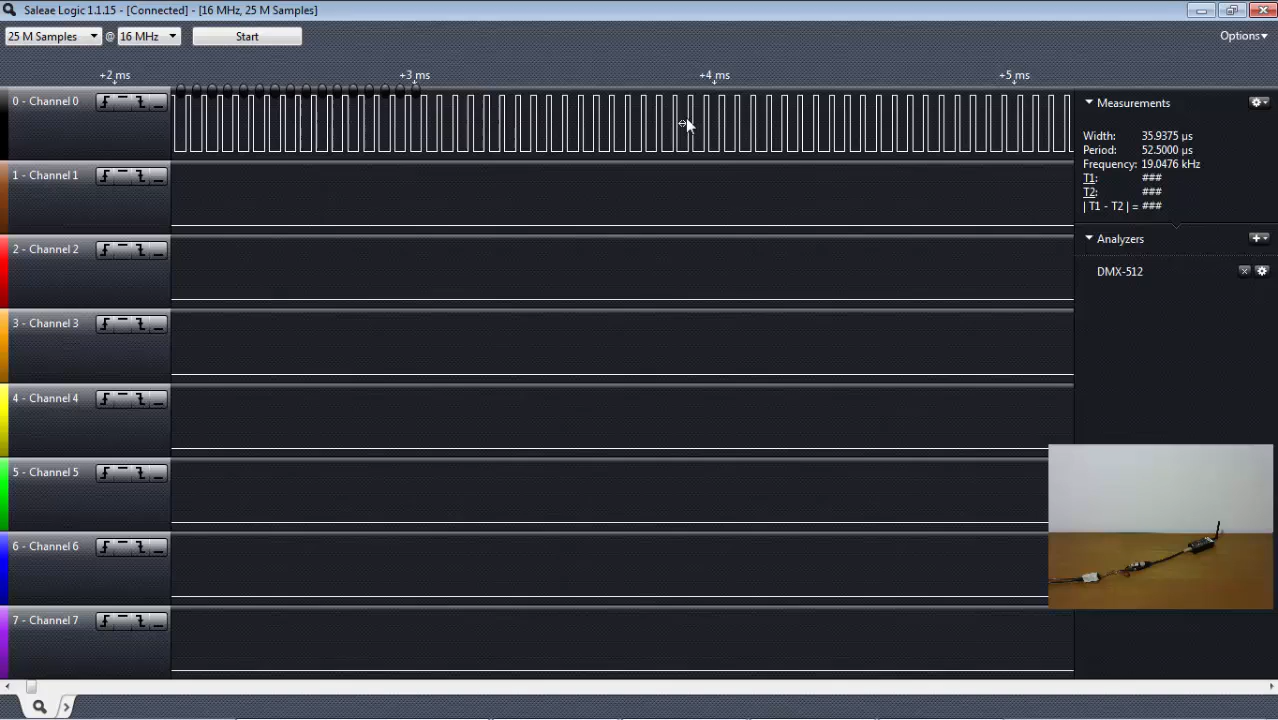 Saleae Logic 1.1.15 - [Connected] - [16 MHz, 25 M Samples]
25 M Samples @ 16 MHz Start Options
+2 ms +3 ms +4 ms +5 ms
0 - Channel 0
1 - Channel 1
2 - Channel 2
3 - Channel 3
4 - Channel 4
5 - Channel 5
6 - Channel 6
7 - Channel 7
Measurements
Width: 35.9375 µs
Period: 52.5000 µs
Frequency: 19.0476 kHz
T1: ###
T2: ###
| T1 - T2 | = ###
Analyzers
DMX-512